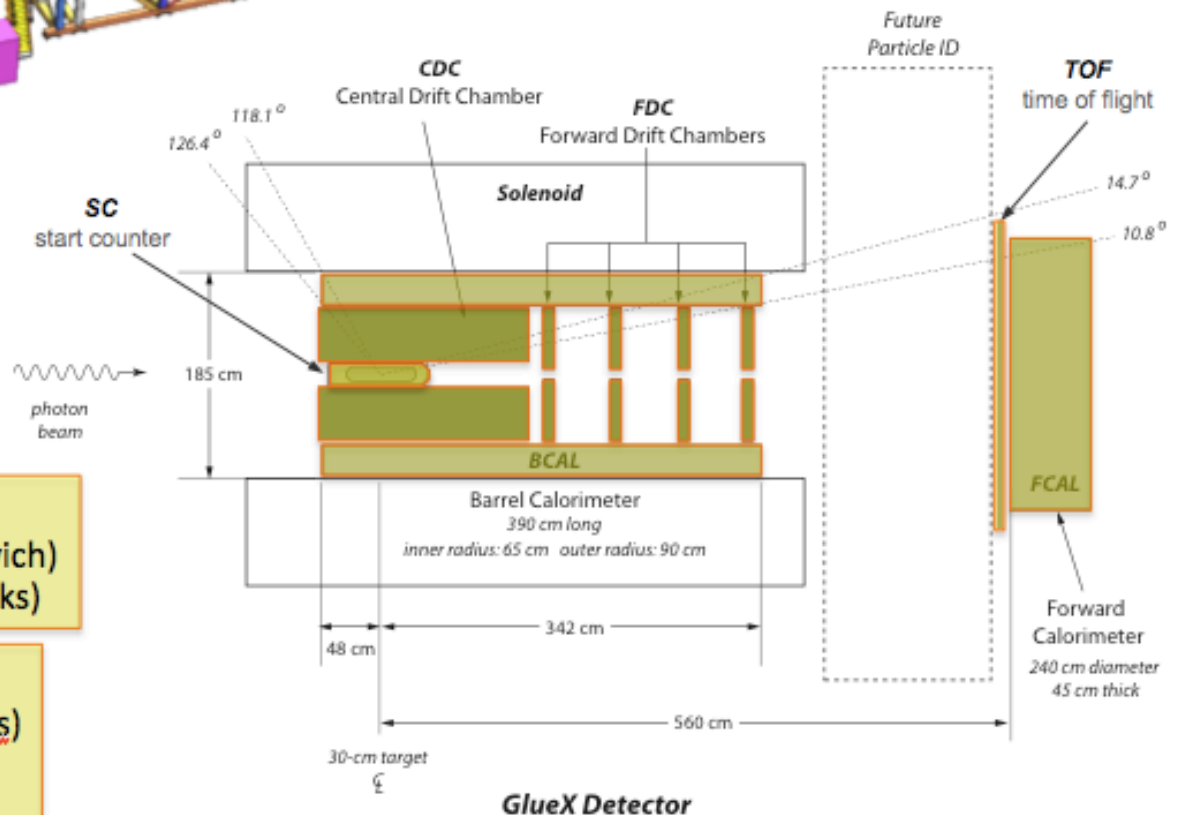 Future
Particle ID
CDC
Central Drift Chamber
TOF
time of flight
FDC
Forward Drift Chambers
118.1°
126.4°
14.7°
Solenoid
SC
start counter
10.8°
185 cm
photon
beam
BCAL
FCAL
Barrel Calorimeter
390 cm long
inner radius: 65 cm outer radius: 90 cm
ich)
ks)
Forward
Calorimeter
240 cm diameter
45 cm thick
342 cm
48 cm
s)
560 cm
30-cm target
℄
GlueX Detector